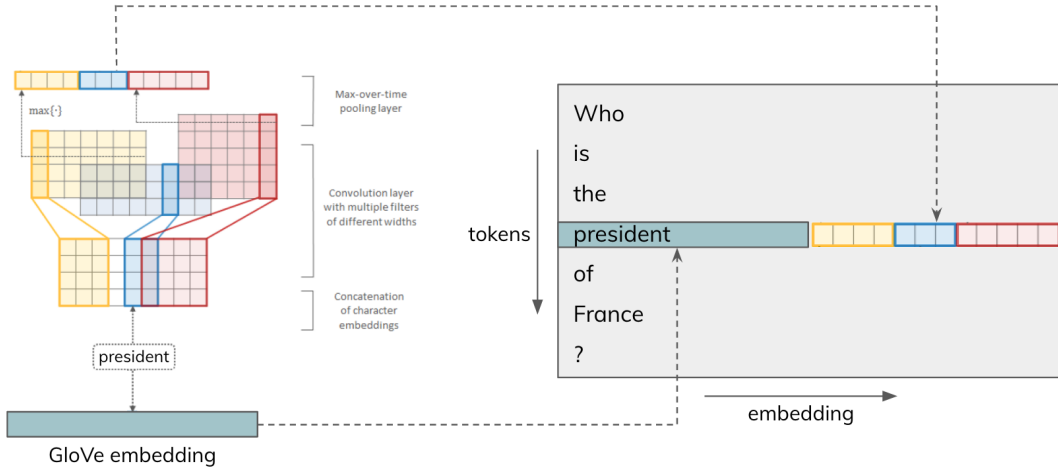 max{·}
Max-over-time
pooling layer
Convolution layer
with multiple filters
of different widths
Concatenation
of character
embeddings
president
GloVe embedding
tokens
Who
is
the
president
of
France
?
embedding